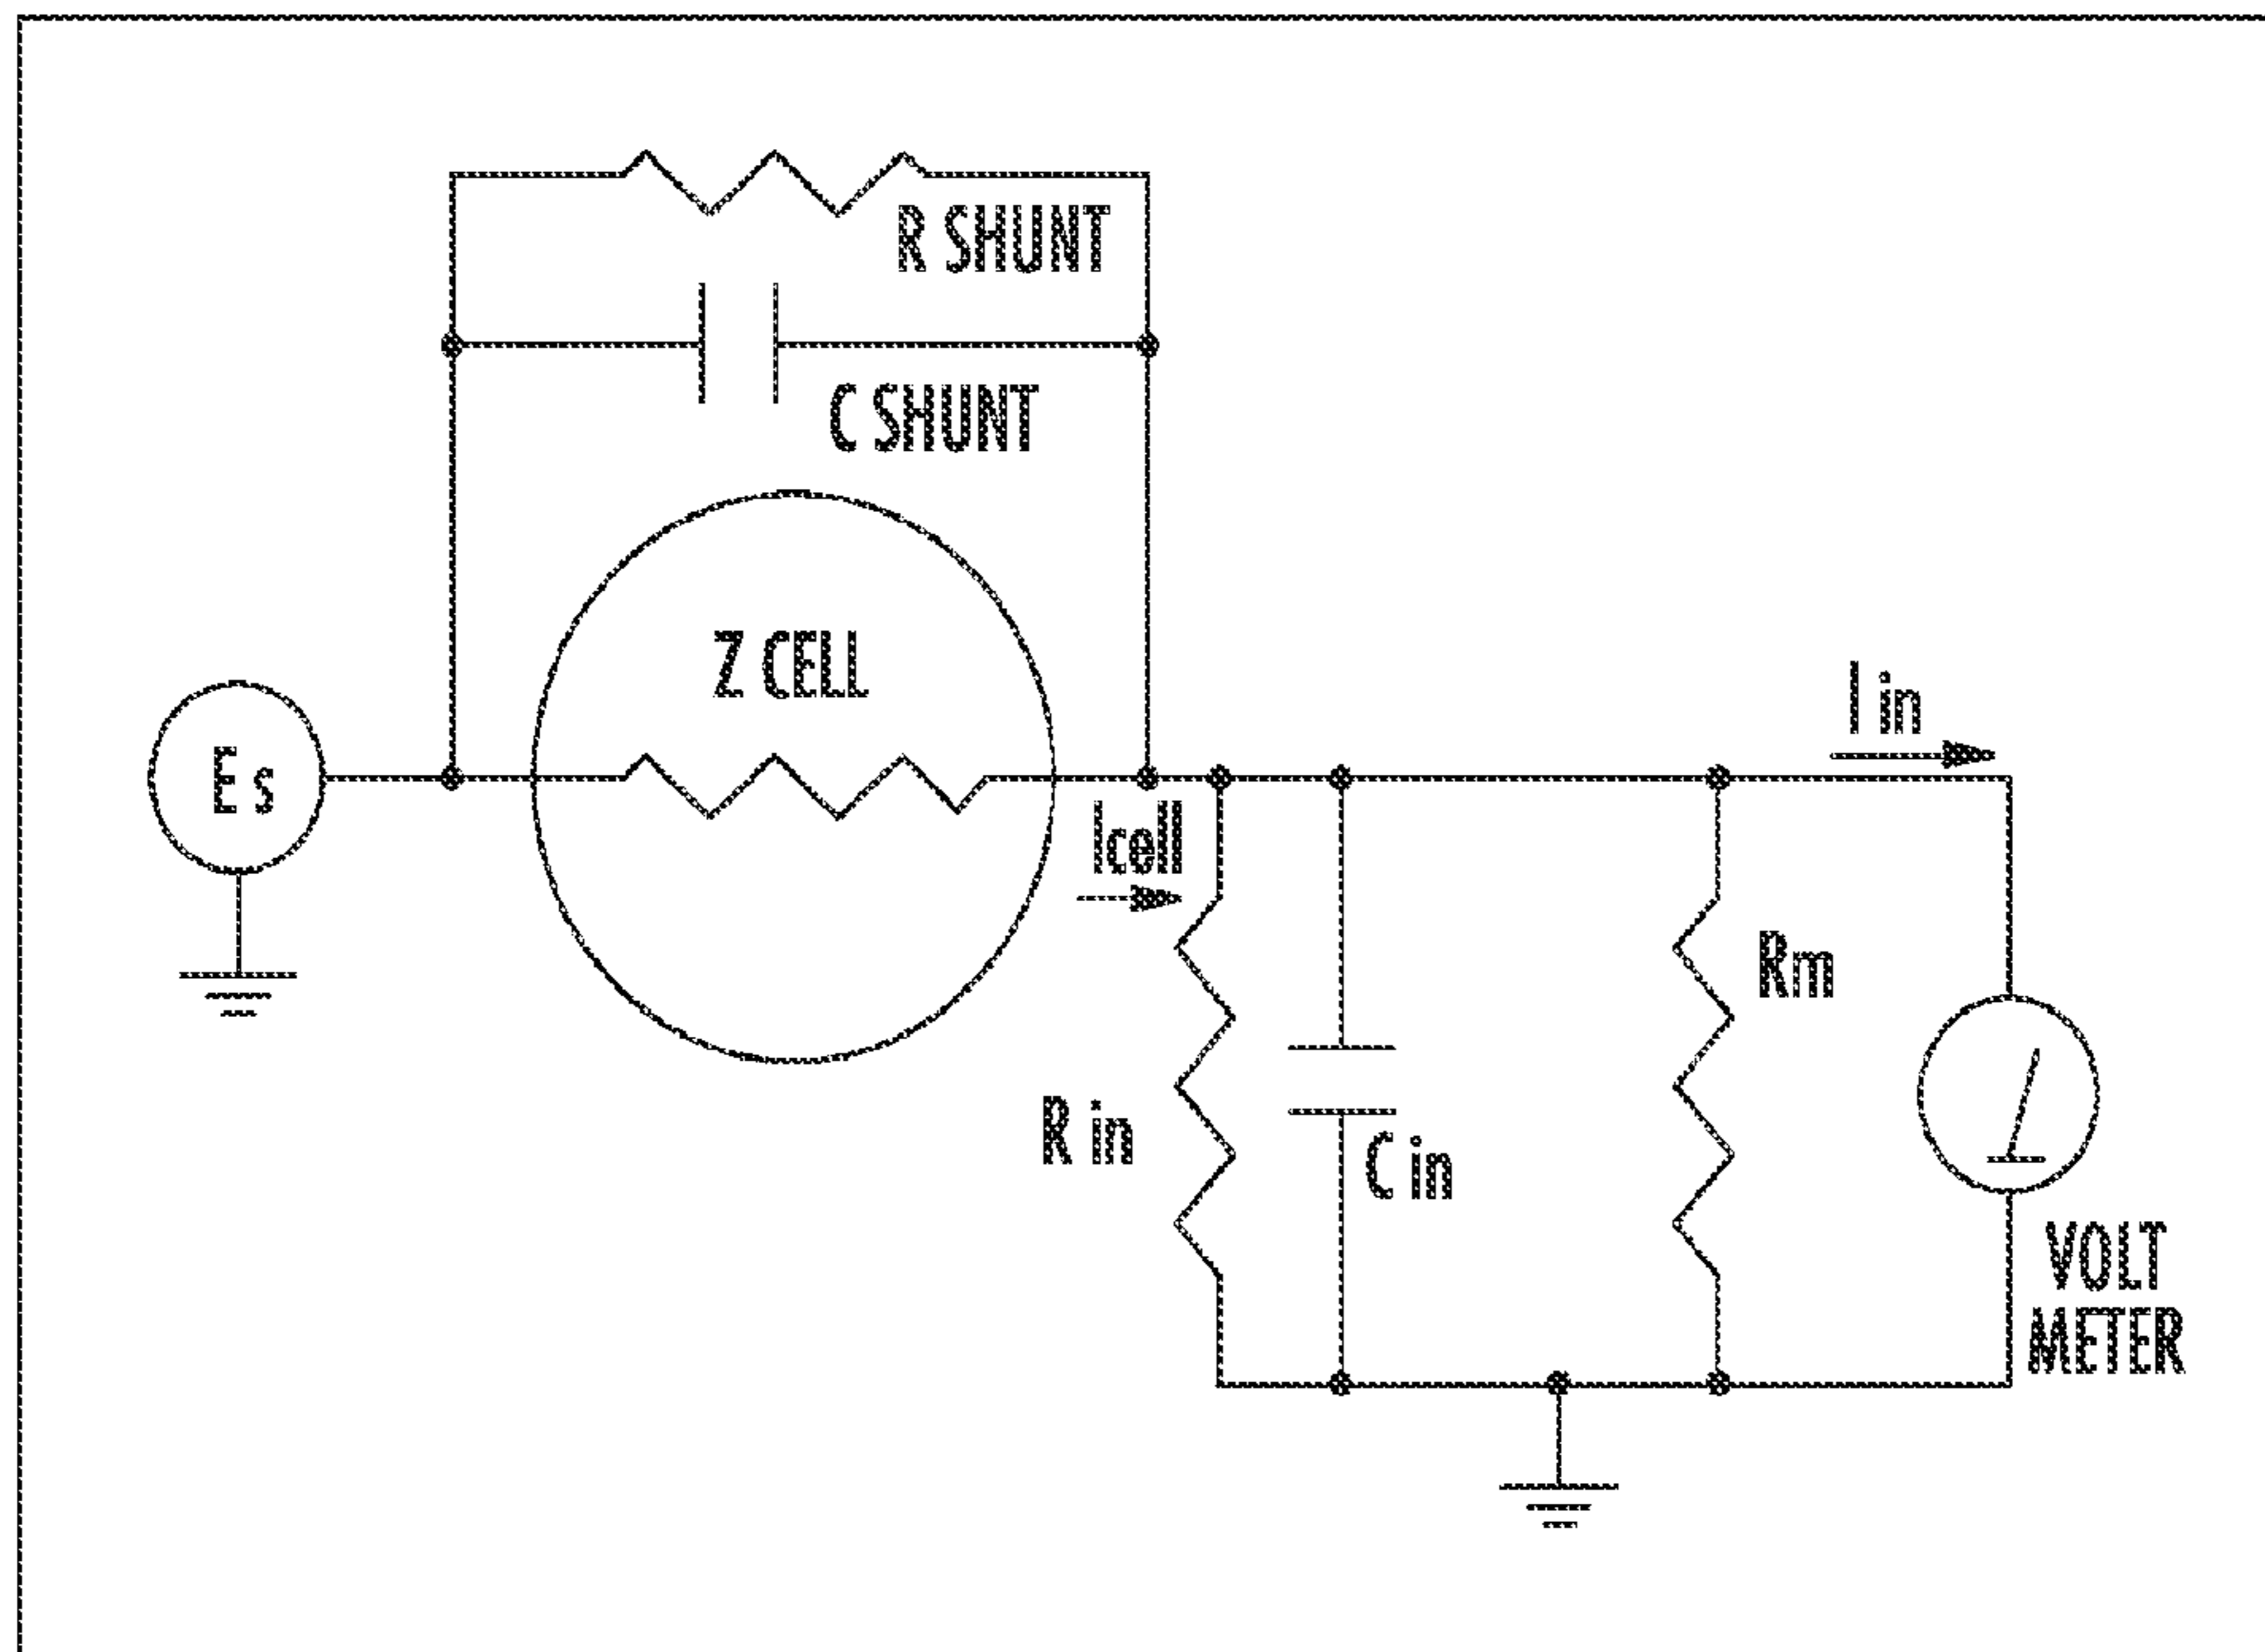 R SHUNT
C SHUNT
Z CELL
E s
I in
Icell
Rm
R in
C in
VOLT
METER